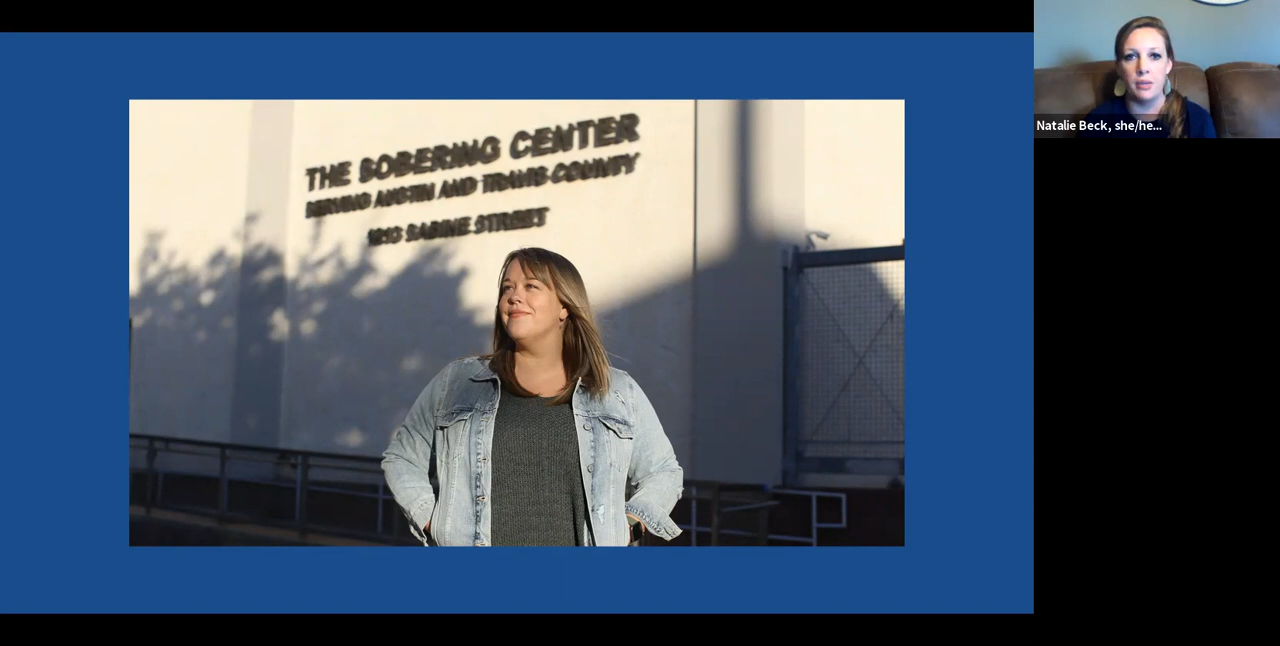 THE SOBERING CENTER
SERVING AUSTIN AND TRAVIS COUNTY
1213 SABINE STREET
Natalie Beck, she/he...